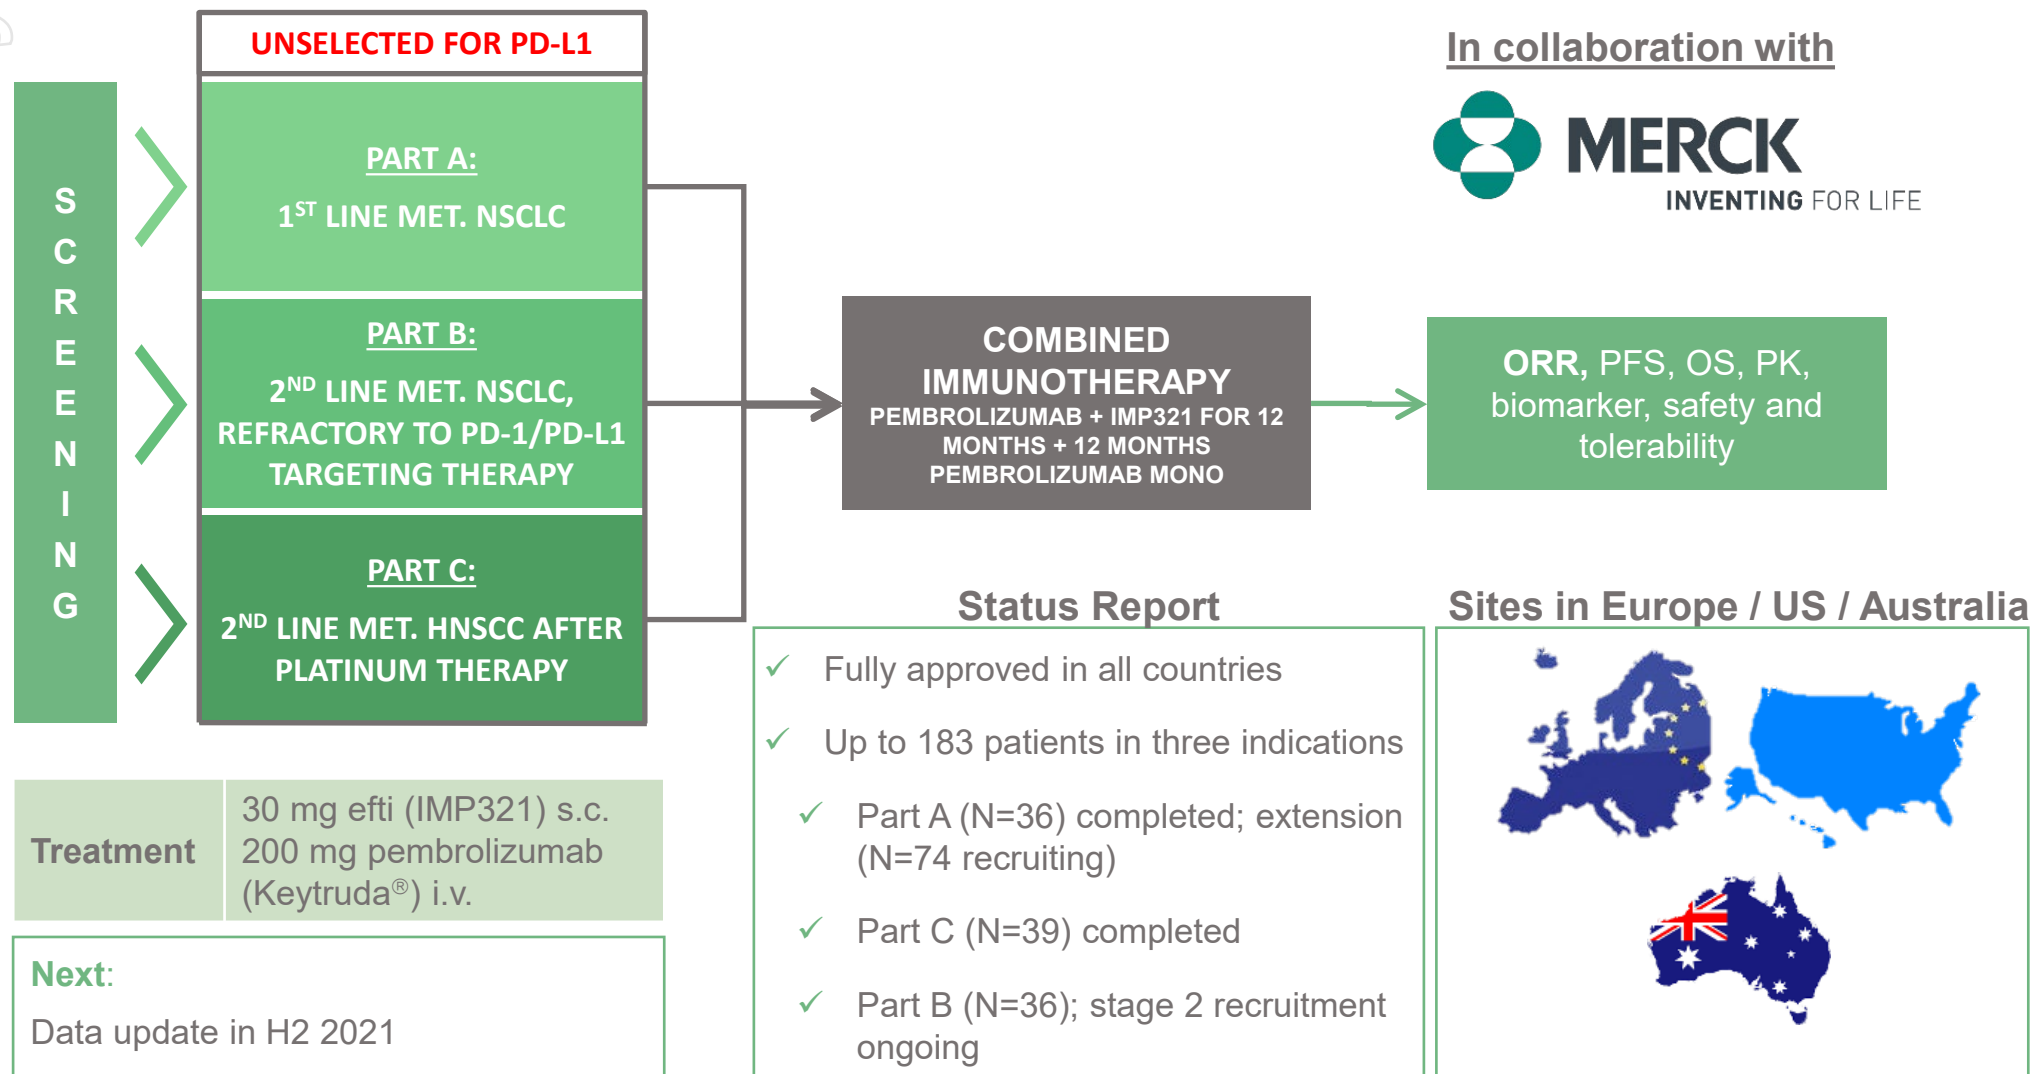 UNSELECTED FOR PD-L1
SCREENING
PART A:
1ST LINE MET. NSCLC
PART B:
2ND LINE MET. NSCLC,
REFRACTORY TO PD-1/PD-L1
TARGETING THERAPY
PART C:
2ND LINE MET. HNSCC AFTER
PLATINUM THERAPY
In collaboration with
MERCK
INVENTING FOR LIFE
COMBINED
IMMUNOTHERAPY
PEMBROLIZUMAB + IMP321 FOR 12
MONTHS + 12 MONTHS
PEMBROLIZUMAB MONO
ORR, PFS, OS, PK,
biomarker, safety and
tolerability
Treatment
30 mg efti (IMP321) s.c.
200 mg pembrolizumab
(Keytruda®) i.v.
Next:
Data update in H2 2021
Status Report
✓ Fully approved in all countries
✓ Up to 183 patients in three indications
✓ Part A (N=36) completed; extension
(N=74 recruiting)
✓ Part C (N=39) completed
✓ Part B (N=36); stage 2 recruitment
ongoing
Sites in Europe / US / Australia